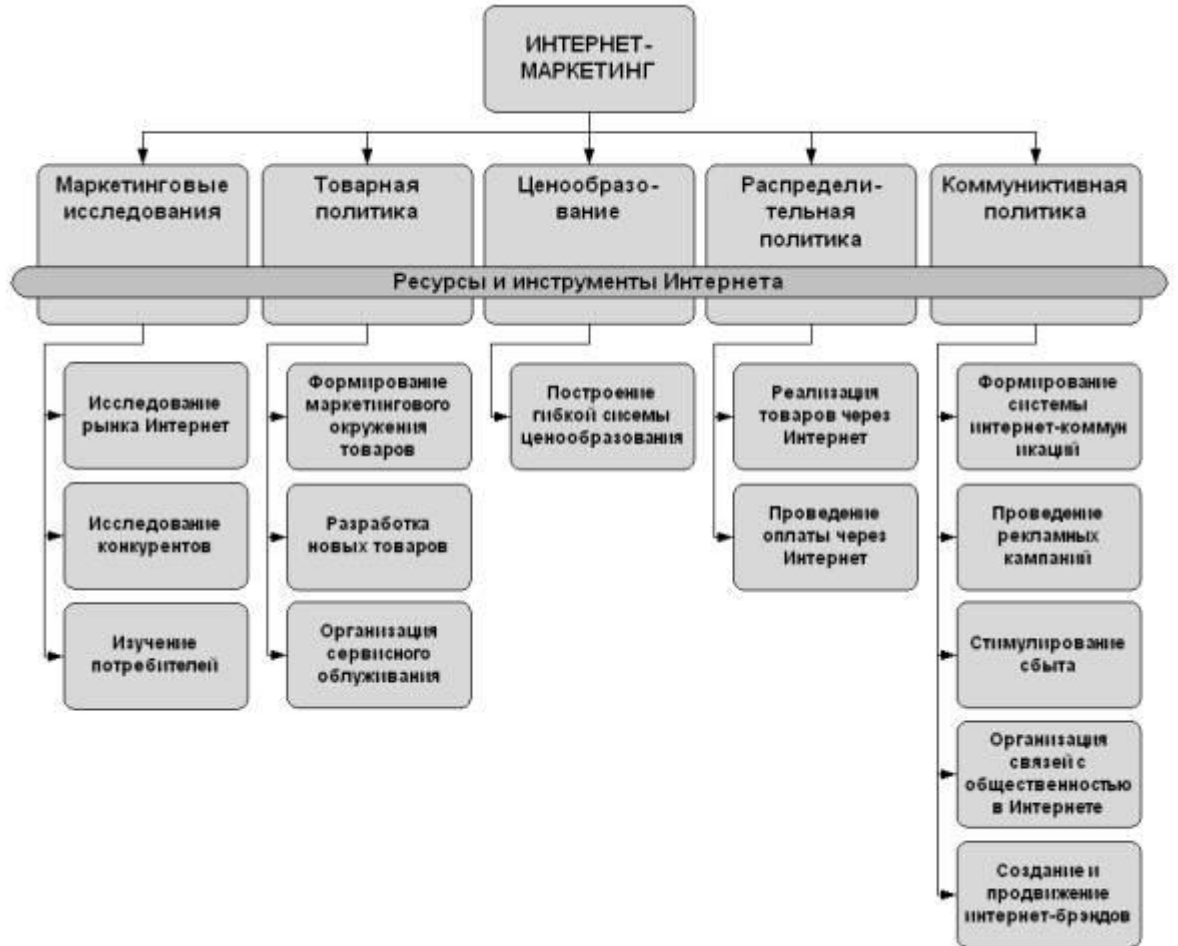 ИНТЕРНЕТ-
МАРКЕТИНГ
Маркетинговые
исследования
Товарная
политика
Ценообразо-
вание
Распредели-
тельная
политика
Коммуниктивная
политика
Ресурсы и инструменты Интернета
Исследование
рынка Интернет
Исследование
конкурентов
Изучение
потребителей
Формирование
маркетингового
окружения
товаров
Разработка
новых товаров
Организация
сервисного
облуживания
Построение
гибкой сисемы
ценообразования
Реализация
товаров через
Интернет
Проведение
оплаты через
Интернет
Формирование
системы
интернет-коммун
икаций
Проведение
рекламных
кампаний
Стимулирование
сбыта
Организация
связей с
общественностью
в Интернете
Создание и
продвижение
интернет-брэндов